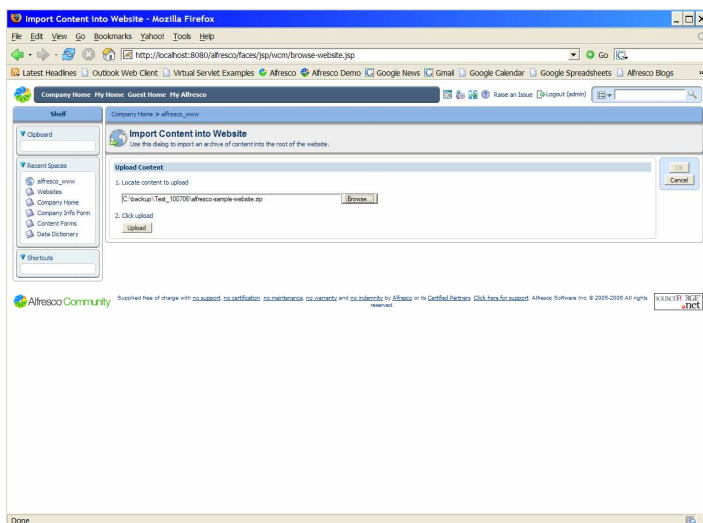 Import Content into Website - Mozilla Firefox
File Edit View Go Bookmarks Yahoo! Tools Help
http://localhost:8080/alfresco/faces/jsp/wcm/browse-website.jsp Go
Latest Headlines Outlook Web Client Virtual Servlet Examples Alfresco Alfresco Demo Google News Gmail Google Calendar Google Spreadsheets Alfresco Blogs »
Company Home My Home Guest Home My Alfresco Raise an Issue Logout (admin)
Shelf
Company Home > alfresco_www
Clipboard
Import Content into Website
Use this dialog to import an archive of content into the root of the website.
Recent Spaces
alfresco_www
Websites
Company Home
Company Info Form
Content Forms
Data Dictionary
Shortcuts
Upload Content
1. Locate content to upload
C:\backup\Test_100706\alfresco-sample-website.zip Browse...
2. Click upload
Upload
OK
Cancel
Alfresco Community
Supplied free of charge with no support, no certification, no maintenance, no warranty and no indemnity by Alfresco or its Certified Partners. Click here for support. Alfresco Software Inc. © 2005-2006 All rights
reserved.
SOURCEFORGE
.net
Done